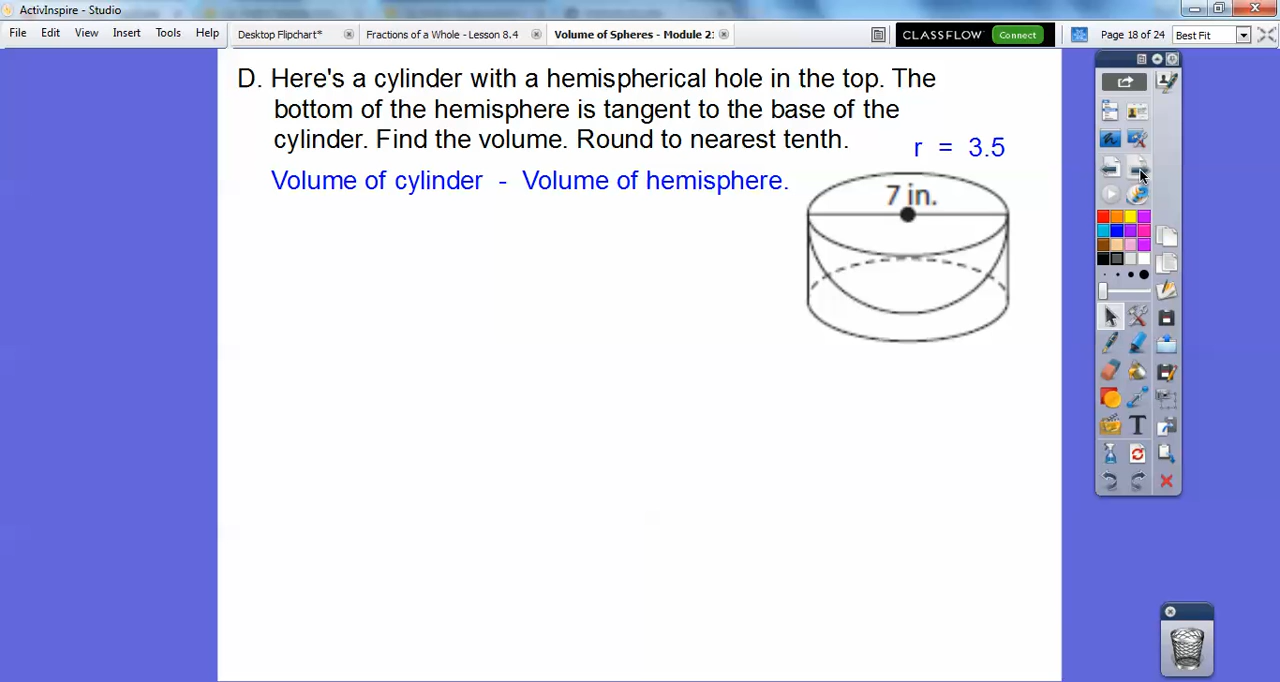 ActivInspire - Studio
File Edit View Insert Tools Help
Desktop Flipchart* Fractions of a Whole - Lesson 8.4 Volume of Spheres - Module 2:
CLASSFLOW Connect
Page 18 of 24 Best Fit
D. Here's a cylinder with a hemispherical hole in the top. The
bottom of the hemisphere is tangent to the base of the
cylinder. Find the volume. Round to nearest tenth.
r = 3.5
Volume of cylinder - Volume of hemisphere.
7 in.
T